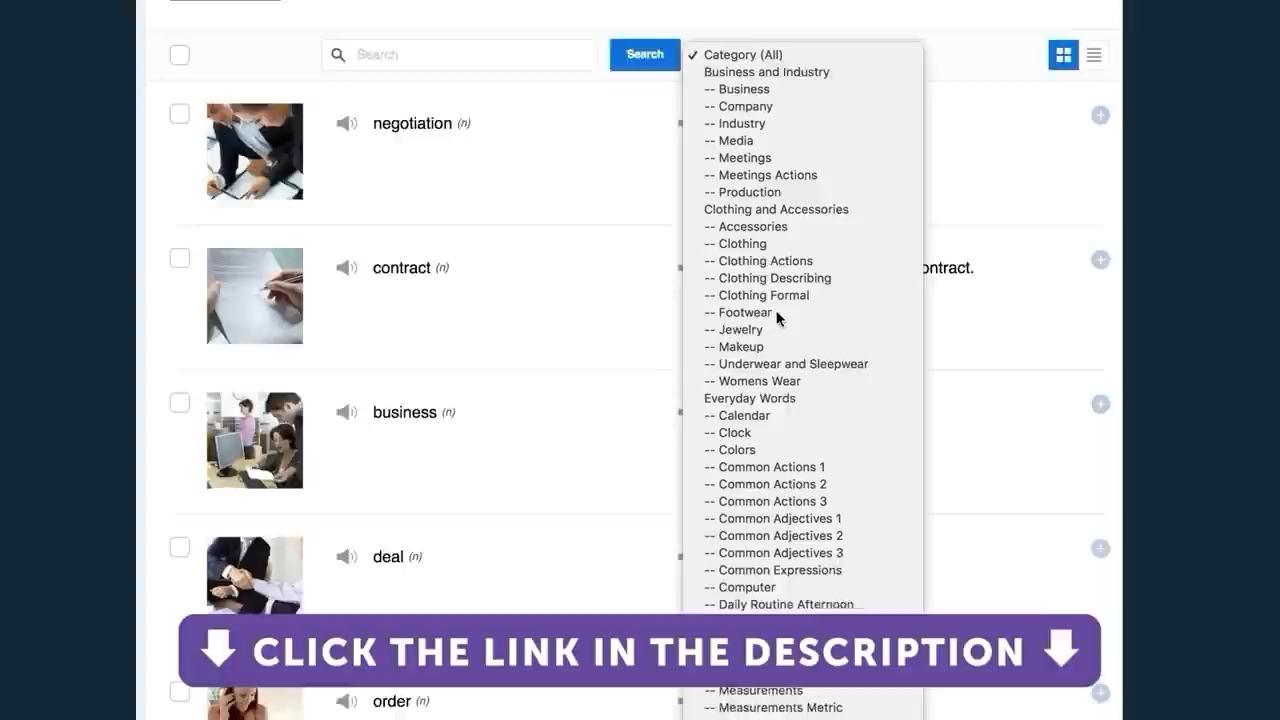 Search
Search
✓ Category (All)
Business and Industry
-- Business
-- Company
-- Industry
-- Media
-- Meetings
-- Meetings Actions
-- Production
Clothing and Accessories
-- Accessories
-- Clothing
-- Clothing Actions
-- Clothing Describing
-- Clothing Formal
-- Footwear
-- Jewelry
-- Makeup
-- Underwear and Sleepwear
-- Womens Wear
Everyday Words
-- Calendar
-- Clock
-- Colors
-- Common Actions 1
-- Common Actions 2
-- Common Actions 3
-- Common Adjectives 1
-- Common Adjectives 2
-- Common Adjectives 3
-- Common Expressions
-- Computer
-- Daily Routine Afternoon
-- Measurements
-- Measurements Metric
negotiation (n)
contract (n)
ontract.
business (n)
deal (n)
CLICK THE LINK IN THE DESCRIPTION
order (n)